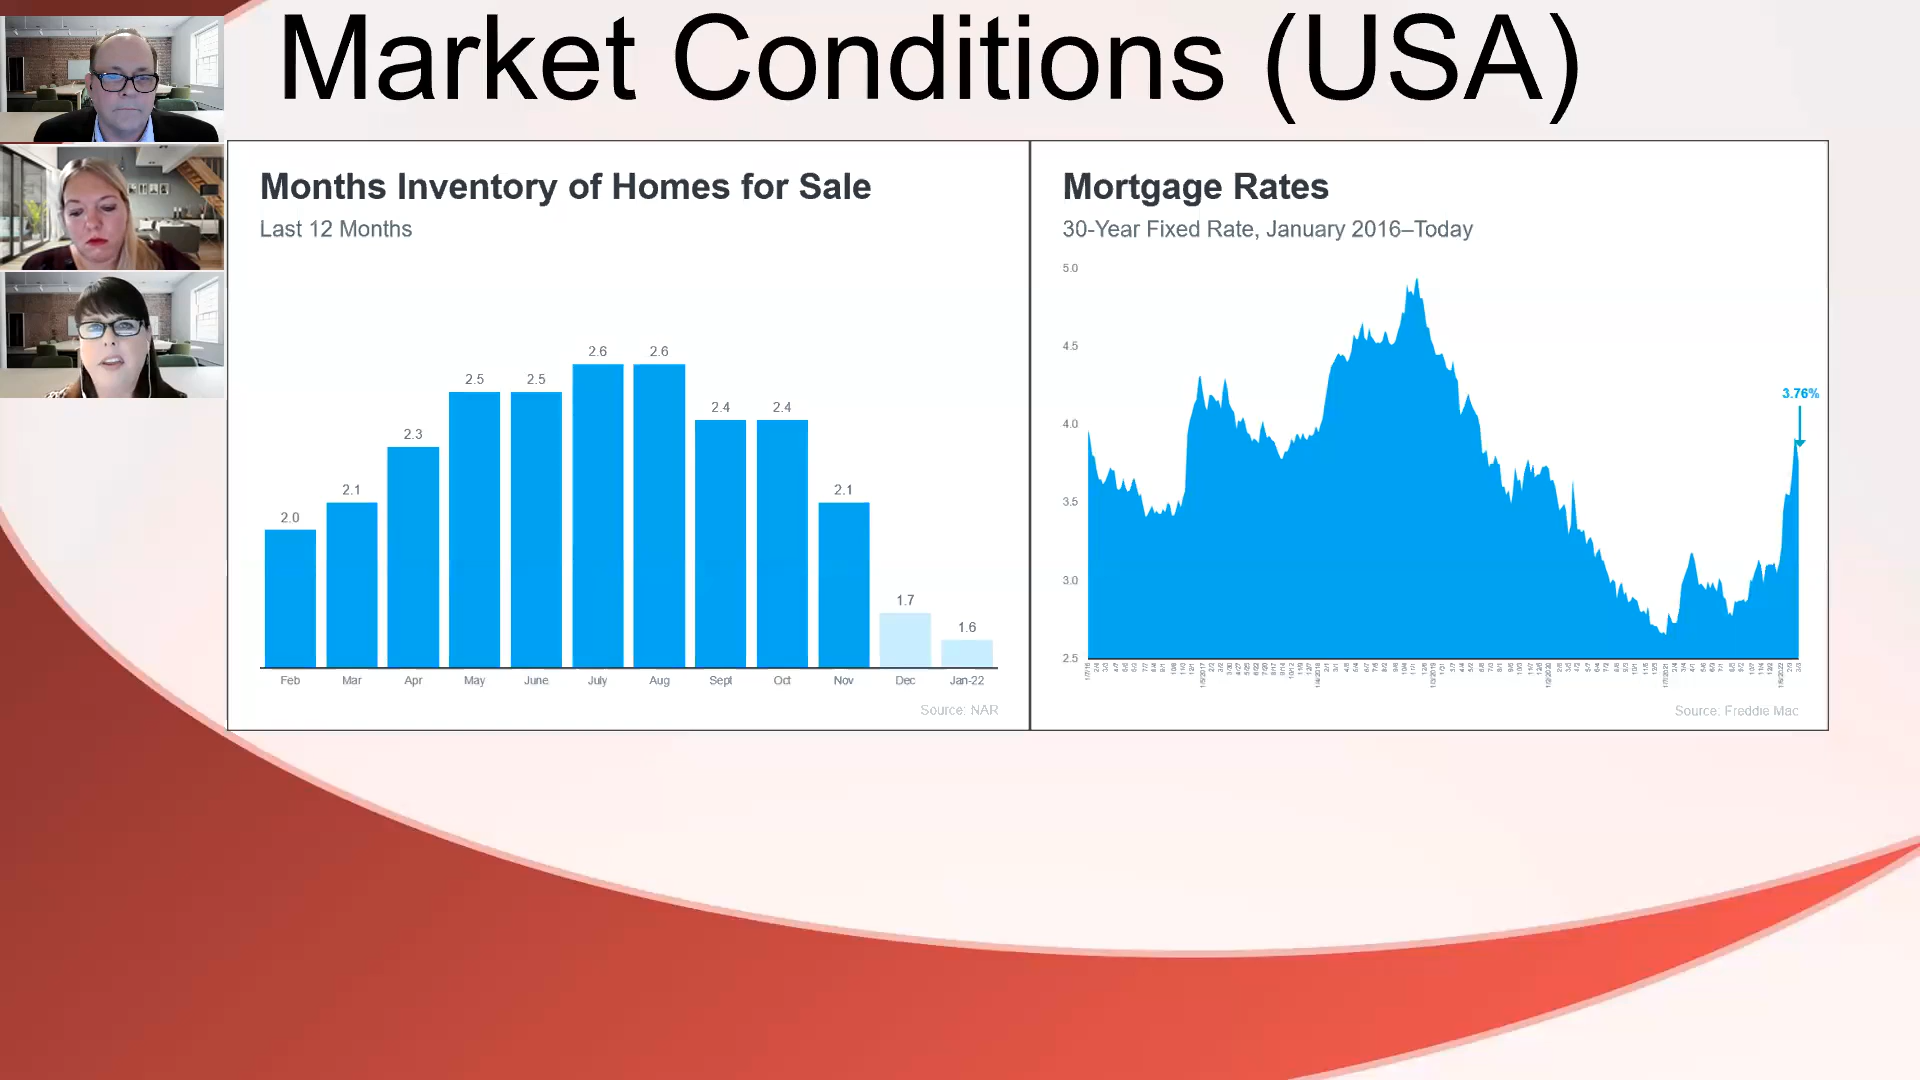 Market Conditions (USA)
Months Inventory of Homes for Sale
Last 12 Months
2.0
2.1
2.3
2.5
2.5
2.6
2.6
2.4
2.4
2.1
1.7
1.6
Feb Mar Apr May June July Aug Sept Oct Nov Dec Jan-22
Source: NAR
Mortgage Rates
30-Year Fixed Rate, January 2016–Today
5.0
4.5
4.0
3.5
3.0
2.5
3.76%
Source: Freddie Mac